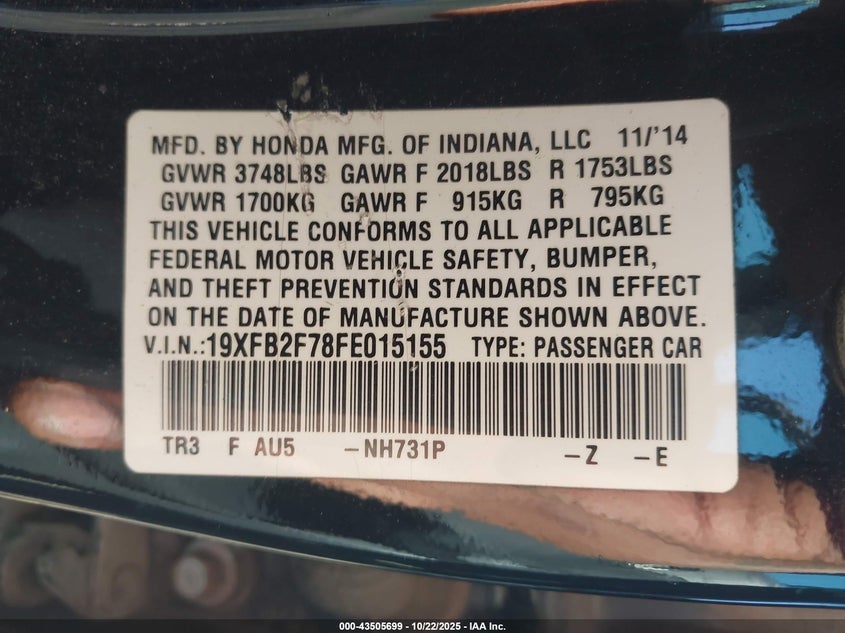 MFD. BY HONDA MFG. OF INDIANA, LLC 11/'14
GVWR 3748LBS GAWR F 2018LBS R 1753LBS
GVWR 1700KG GAWR F 915KG R 795KG
THIS VEHICLE CONFORMS TO ALL APPLICABLE
FEDERAL MOTOR VEHICLE SAFETY, BUMPER,
AND THEFT PREVENTION STANDARDS IN EFFECT
ON THE DATE OF MANUFACTURE SHOWN ABOVE.
V.I.N.:19XFB2F78FE015155 TYPE: PASSENGER CAR
TR3 F AU5 -NH731P -Z -E
000-43505699 - 10/22/2025 - IAA Inc.